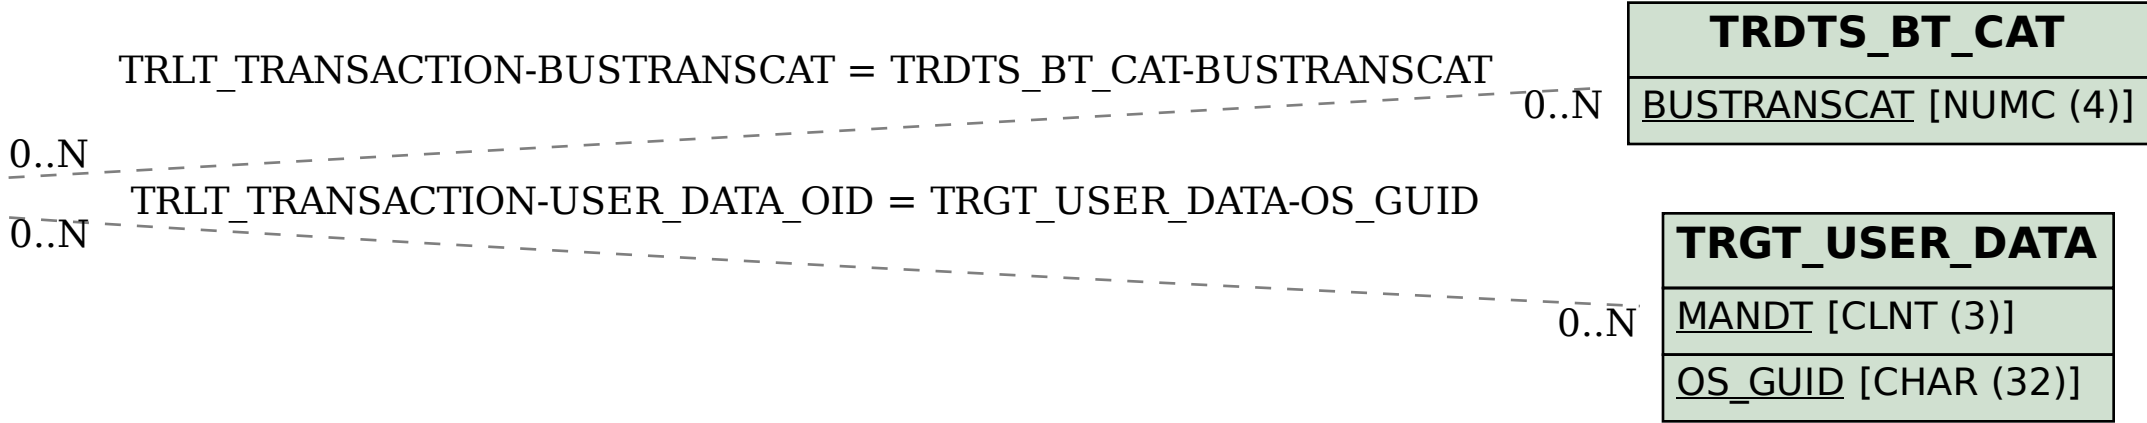 TRDTS_BT_CAT
TRLT_TRANSACTION-BUSTRANSCAT = TRDTS_BT_CAT-BUSTRANSCAT
0..N
BUSTRANSCAT [NUMC (4)]
0..N
TRLT_TRANSACTION-USER_DATA_OID = TRGT_USER_DATA-OS_GUID
0..N
TRGT_USER_DATA
0..N
MANDT [CLNT (3)]
OS_GUID [CHAR (32)]